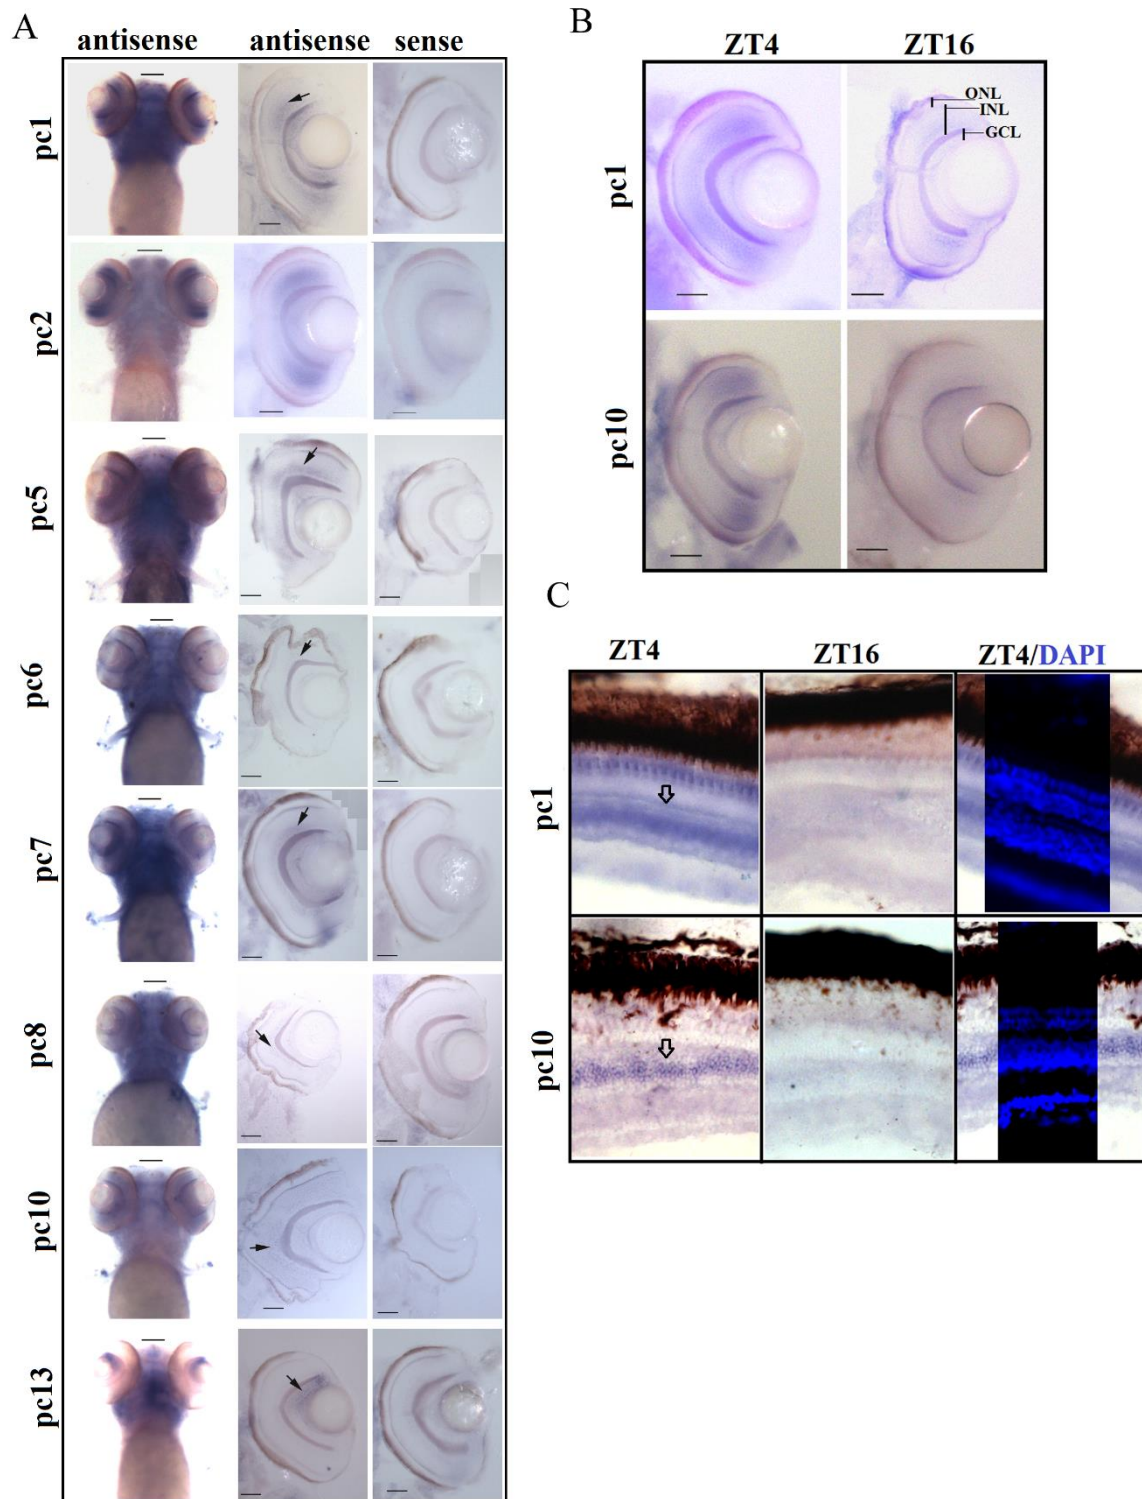 A
antisense antisense sense
pc1
pc2
pc5
pc6
pc7
pc8
pc10
pc13
B
ZT4 ZT16
ONL
INL
GCL
pc1
pc10
C
ZT4 ZT16 ZT4/DAPI
pc1
pc10